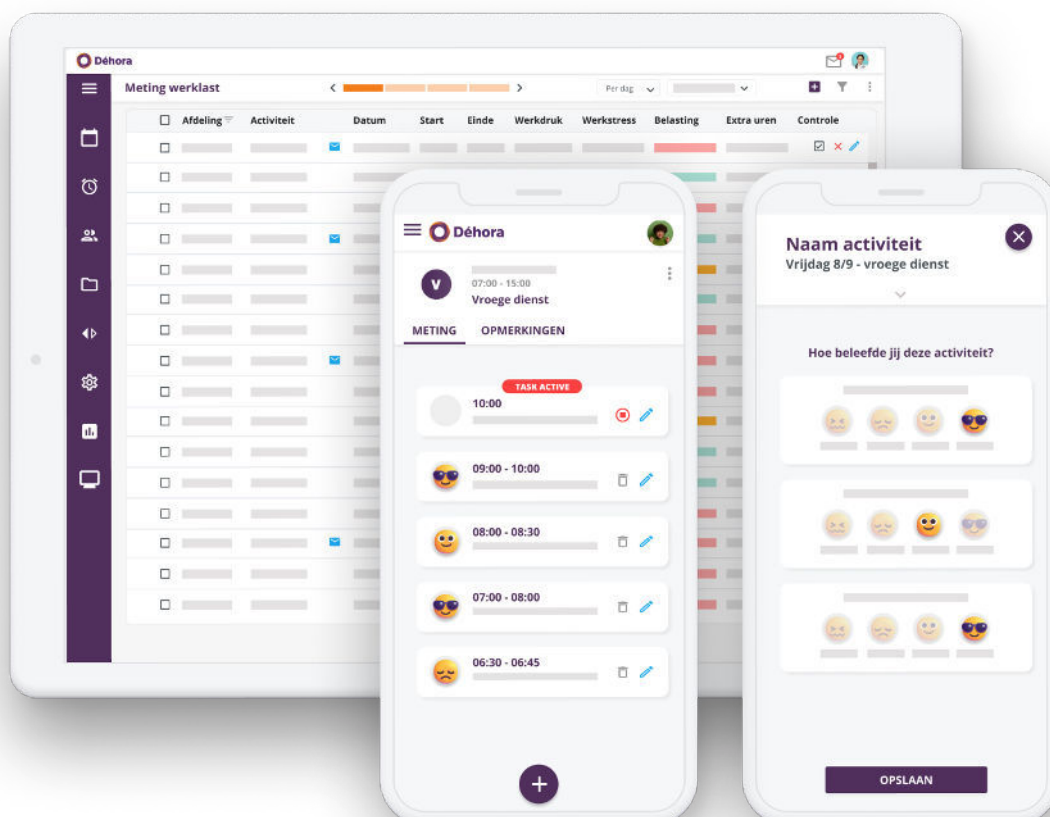 Déhora
Meting werklast
Per dag
Afdeling Activiteit Datum Start Einde Werkdruk Werkstress Belasting Extra uren Controle
Déhora
V
07:00 - 15:00
Vroege dienst
METING OPMERKINGEN
TASK ACTIVE
10:00
09:00 - 10:00
08:00 - 08:30
07:00 - 08:00
06:30 - 06:45
+
Naam activiteit
Vrijdag 8/9 - vroege dienst
Hoe beleefde jij deze activiteit?
OPSLAAN